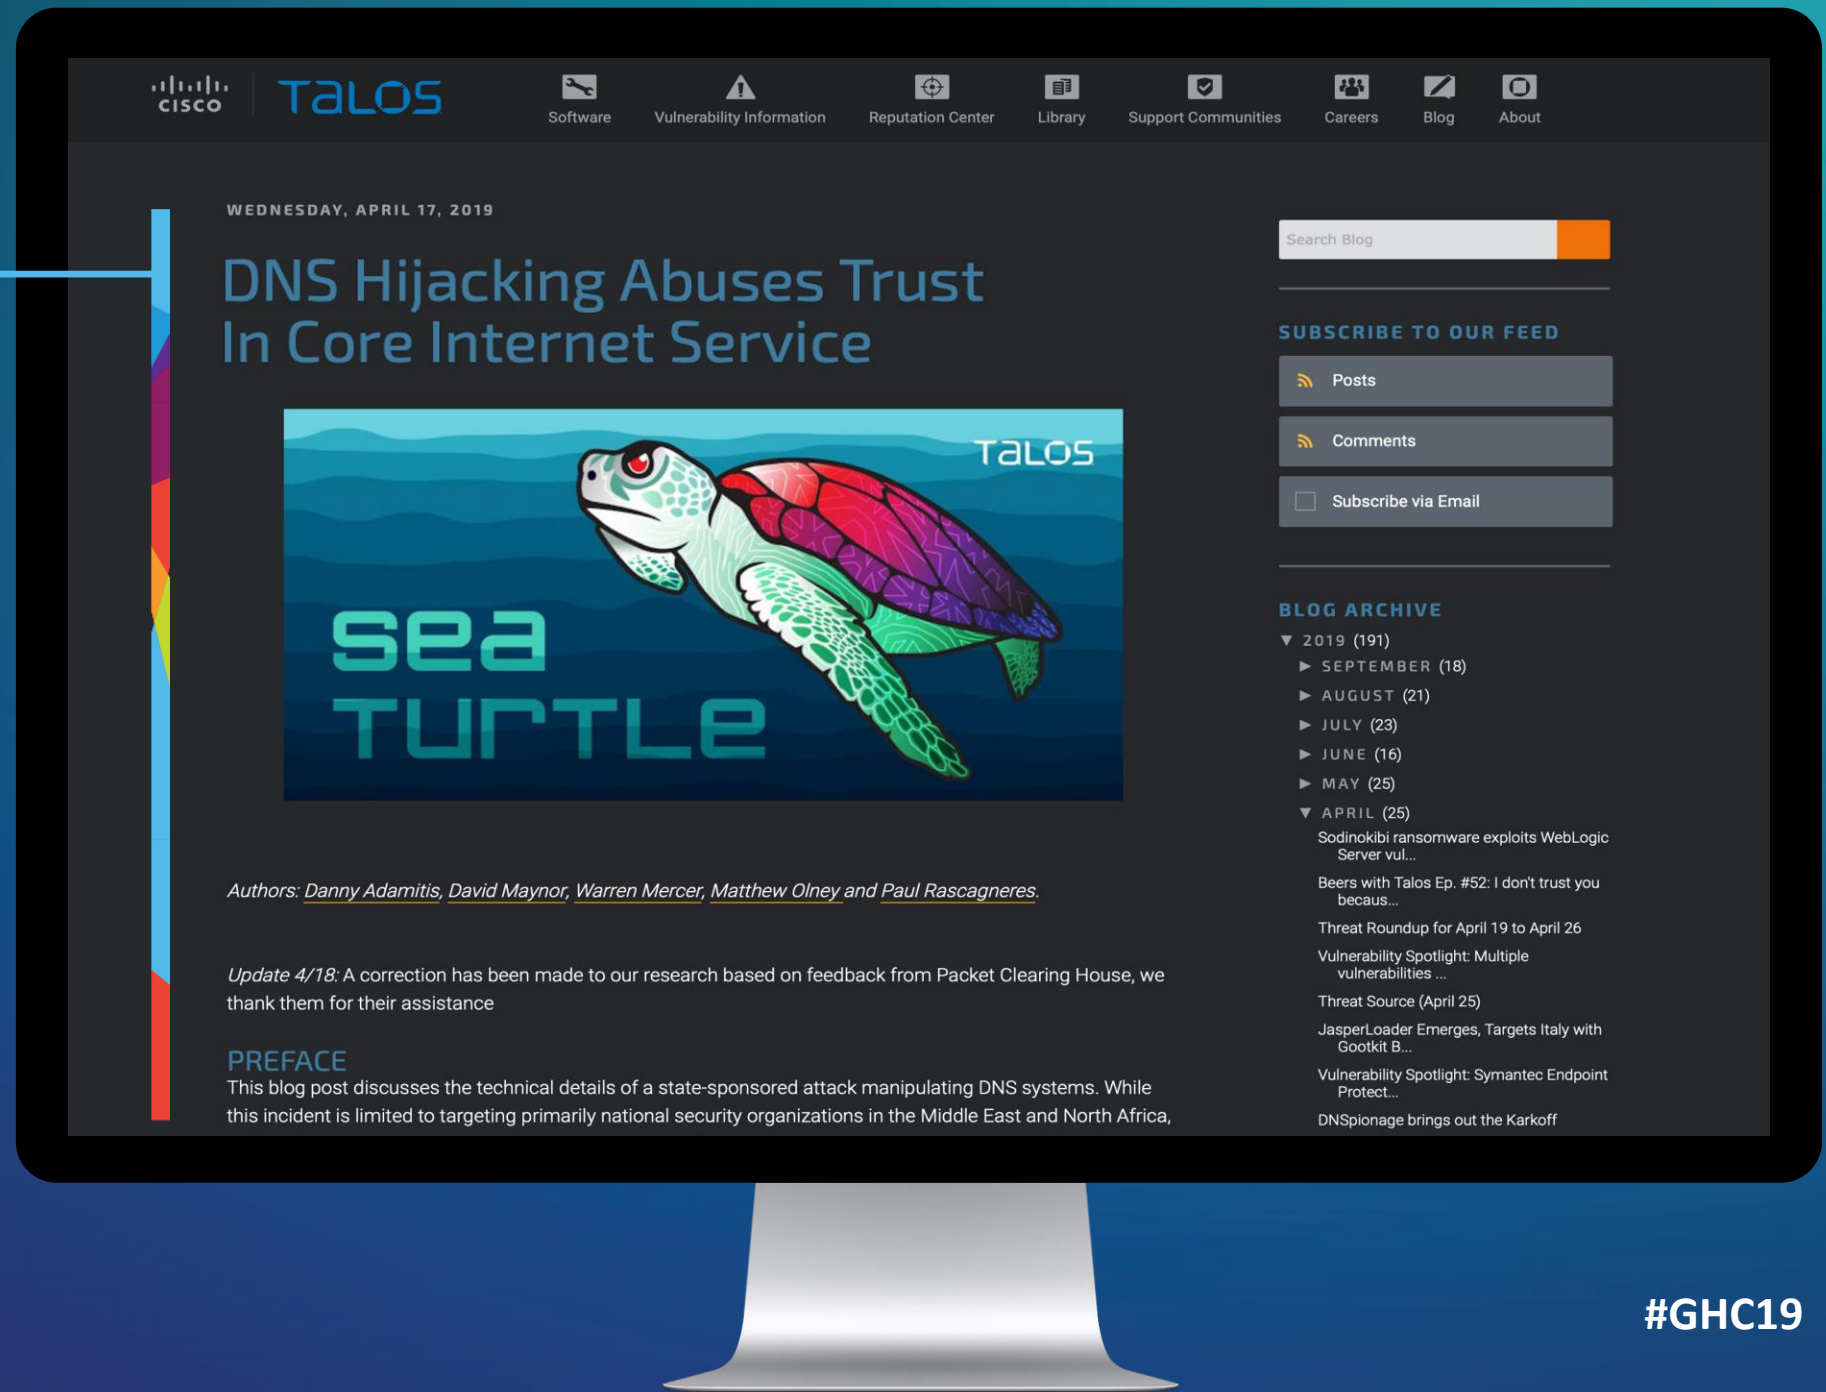 CISCO
TALOS
Software
Vulnerability Information
Reputation Center
Library
Support Communities
Careers
Blog
About
WEDNESDAY, APRIL 17, 2019
DNS Hijacking Abuses Trust
In Core Internet Service
TALOS
sea
TURTLE
Authors: Danny Adamitis, David Maynor, Warren Mercer, Matthew Olney and Paul Rascagneres.
Update 4/18: A correction has been made to our research based on feedback from Packet Clearing House, we
thank them for their assistance
PREFACE
This blog post discusses the technical details of a state-sponsored attack manipulating DNS systems. While
this incident is limited to targeting primarily national security organizations in the Middle East and North Africa,
Search Blog
SUBSCRIBE TO OUR FEED
Posts
Comments
Subscribe via Email
BLOG ARCHIVE
▼ 2019 (191)
► SEPTEMBER (18)
► AUGUST (21)
► JULY (23)
► JUNE (16)
► MAY (25)
▼ APRIL (25)
Sodinokibi ransomware exploits WebLogic
Server vul...
Beers with Talos Ep. #52: I don't trust you
becaus...
Threat Roundup for April 19 to April 26
Vulnerability Spotlight: Multiple
vulnerabilities ...
Threat Source (April 25)
JasperLoader Emerges, Targets Italy with
Gootkit B...
Vulnerability Spotlight: Symantec Endpoint
Protect...
DNSpionage brings out the Karkoff
#GHC19